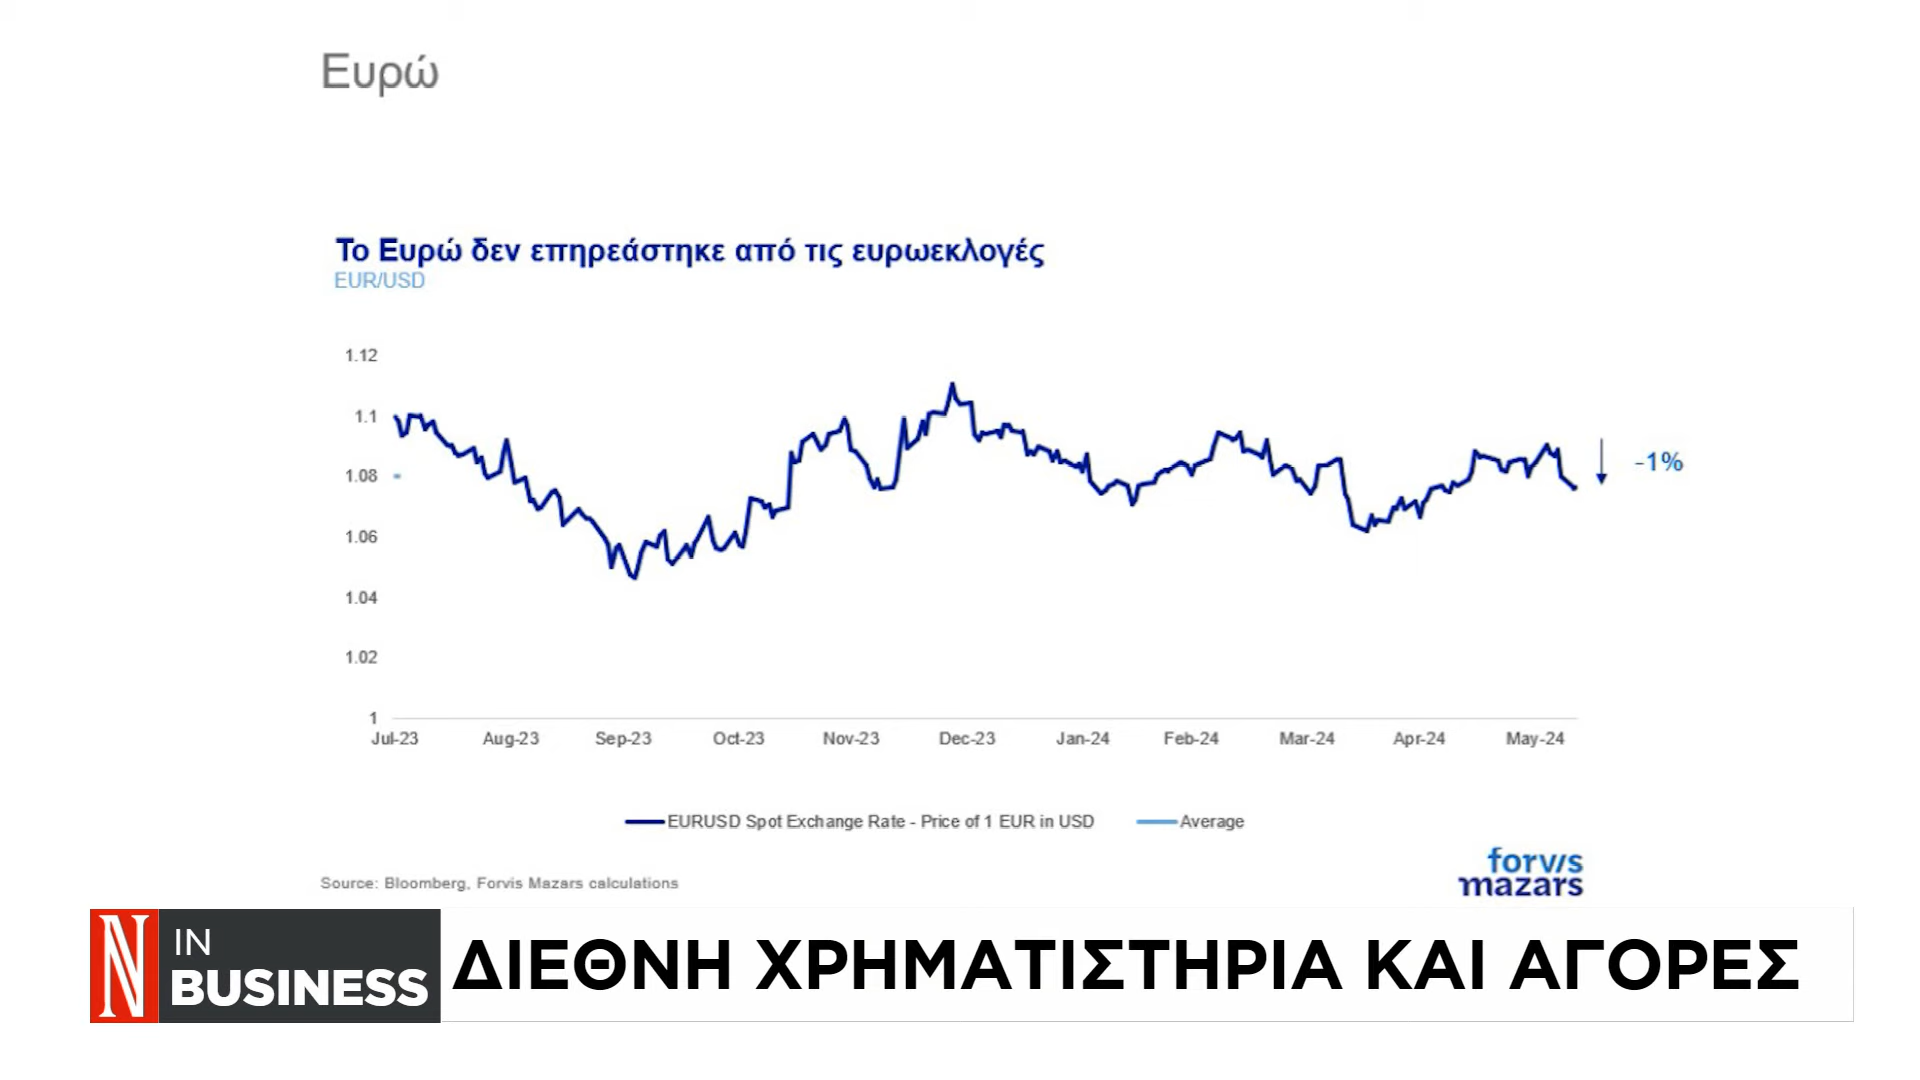 Ευρώ
Το Ευρώ δεν επηρεάστηκε από τις ευρωεκλογές
EUR/USD
1.12
1.1
1.08
1.06
1.04
1.02
1
-1%
Jul-23 Aug-23 Sep-23 Oct-23 Nov-23 Dec-23 Jan-24 Feb-24 Mar-24 Apr-24 May-24
EURUSD Spot Exchange Rate - Price of 1 EUR in USD Average
forvis
mazars
Source: Bloomberg, Forvis Mazars calculations
N IN
BUSINESS
ΔΙΕΘΝΗ ΧΡΗΜΑΤΙΣΤΗΡΙΑ ΚΑΙ ΑΓΟΡΕΣ